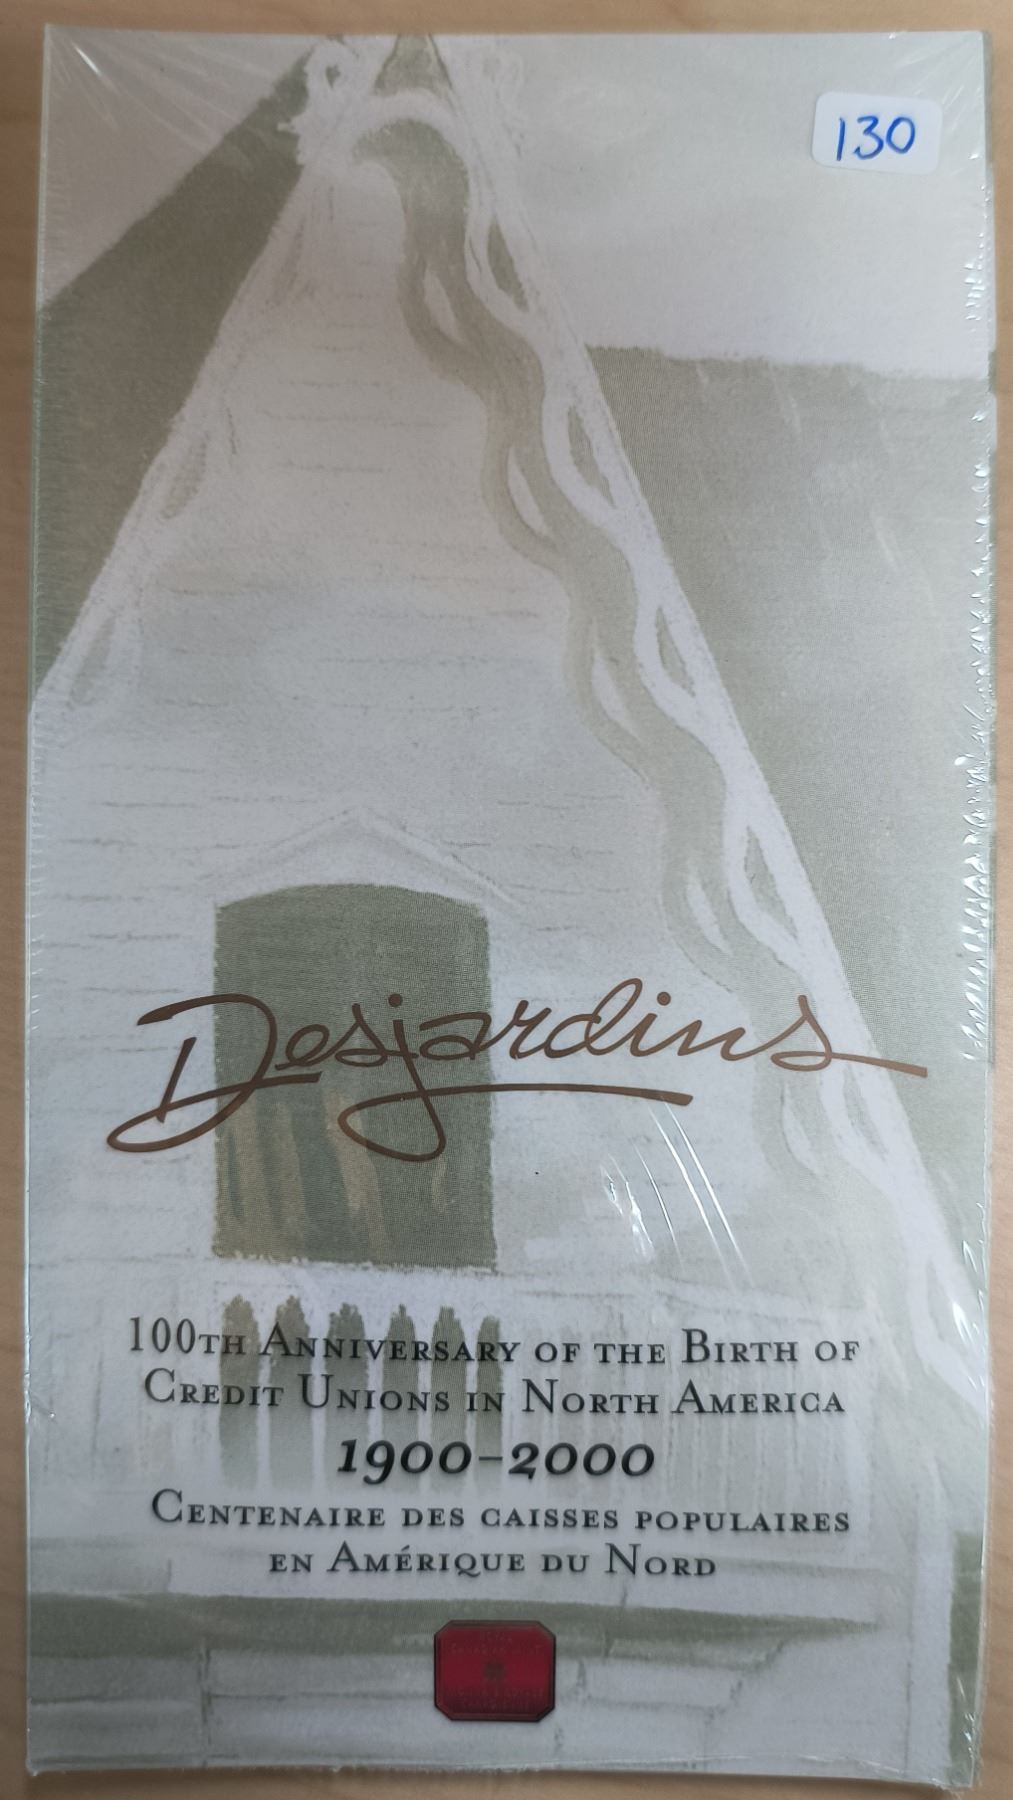 130
Desjardins
100TH ANNIVERSARY OF THE BIRTH OF
CREDIT UNIONS IN NORTH AMERICA
1900-2000
CENTENAIRE DES CAISSES POPULAIRES
EN AMÉRIQUE DU NORD